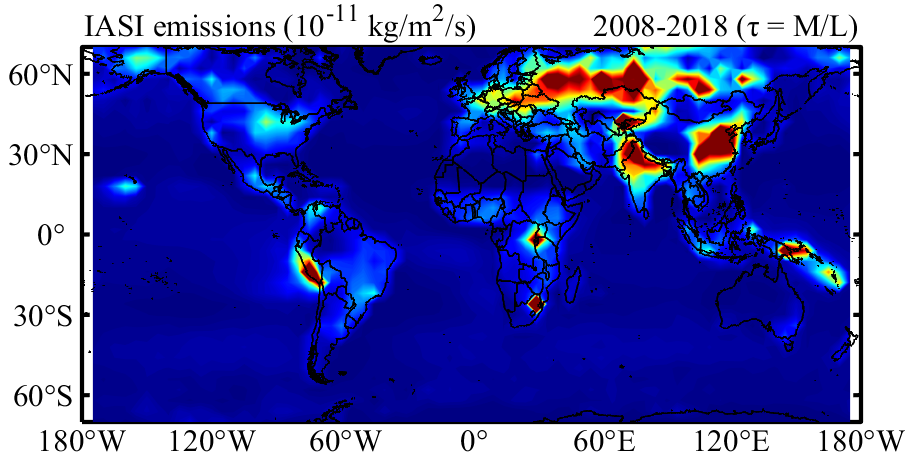 IASI emissions (10⁻¹¹ kg/m²/s) 2008-2018 (τ = M/L)
60°N
30°N
0°
30°S
60°S
180°W 120°W 60°W 0° 60°E 120°E 180°W